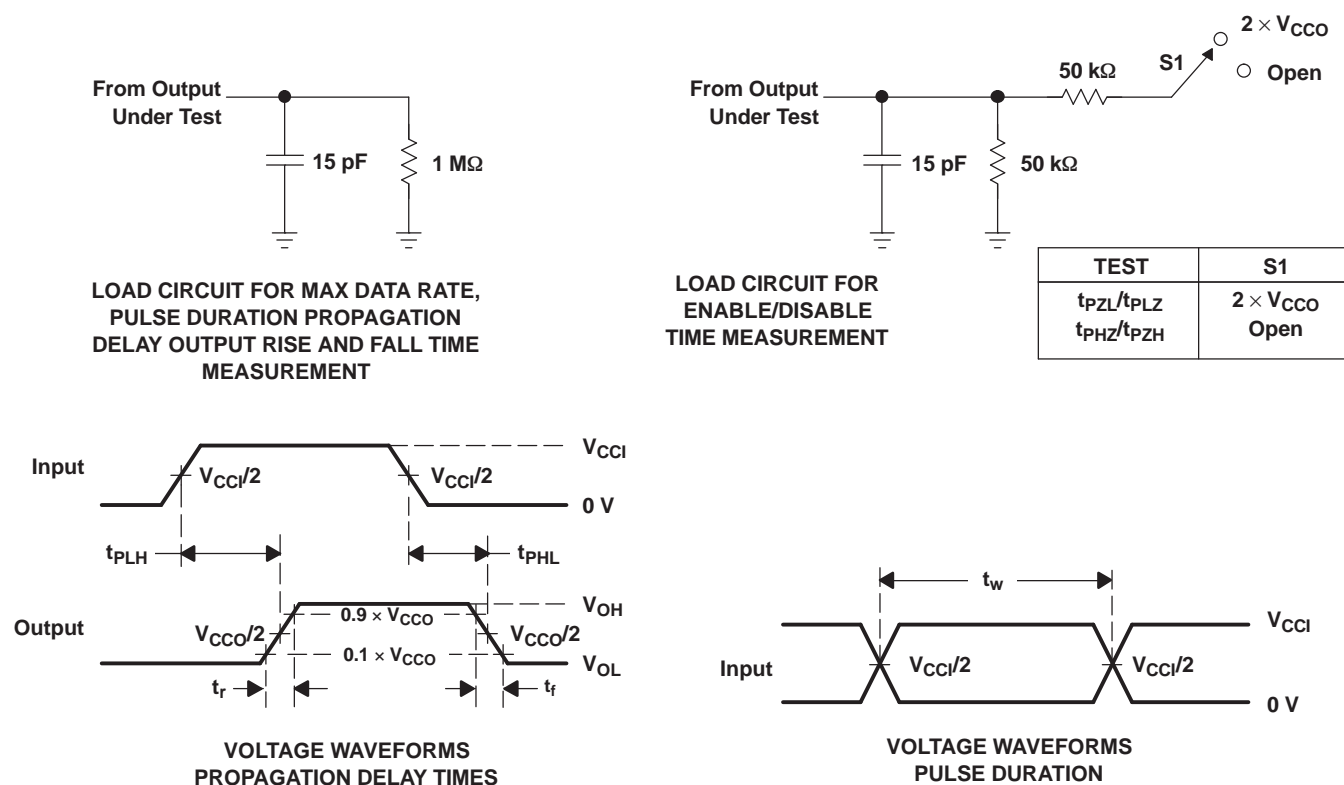 From Output
Under Test
15 pF
1 MΩ
LOAD CIRCUIT FOR MAX DATA RATE,
PULSE DURATION PROPAGATION
DELAY OUTPUT RISE AND FALL TIME
MEASUREMENT
From Output
Under Test
15 pF
50 kΩ
50 kΩ
S1
2 × VCCO
Open
LOAD CIRCUIT FOR
ENABLE/DISABLE
TIME MEASUREMENT
TEST S1
tPZL/tPLZ 2 × VCCO
tPHZ/tPZH Open
Input
VCCI/2
VCCI/2
VCCI
0 V
tPLH
tPHL
Output
VCCO/2
0.9 × VCCO
0.1 × VCCO
VCCO/2
VOH
VOL
tr
tf
VOLTAGE WAVEFORMS
PROPAGATION DELAY TIMES
tw
Input
VCCI/2
VCCI/2
VCCI
0 V
VOLTAGE WAVEFORMS
PULSE DURATION